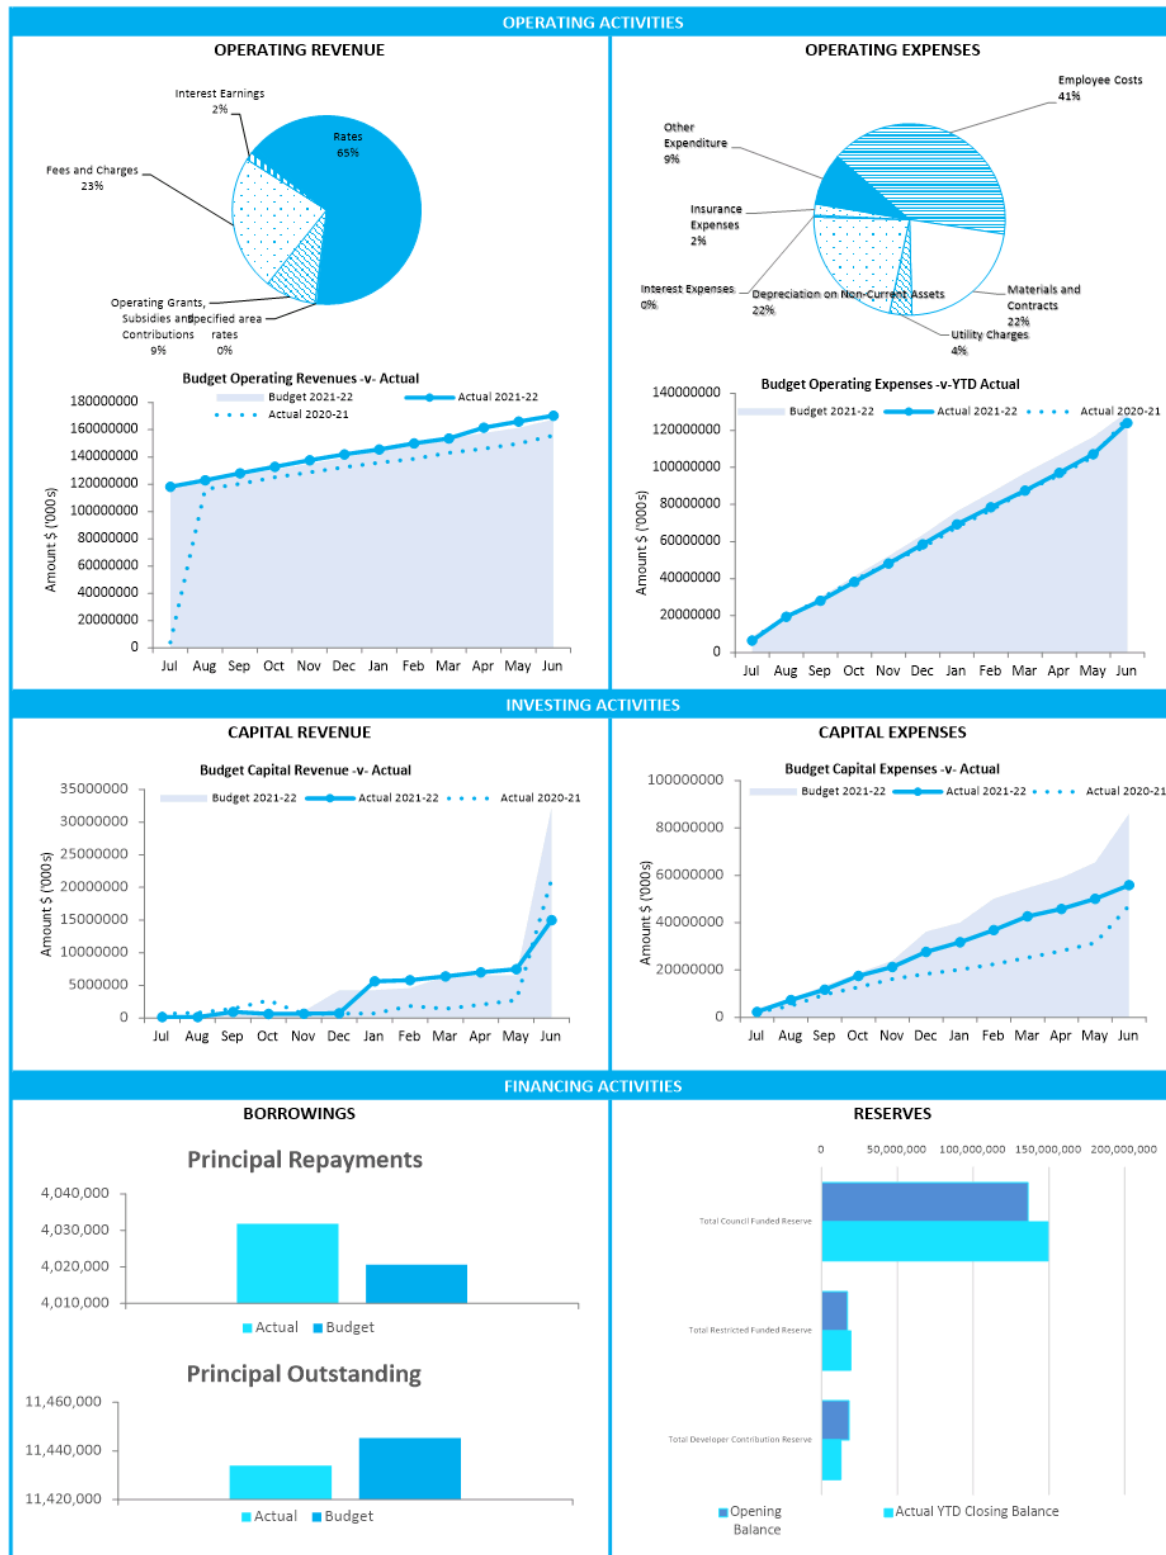 OPERATING ACTIVITIES
OPERATING REVENUE
Interest Earnings
2%
Rates
65%
Fees and Charges
23%
Operating Grants,
Subsidies and
Contributions
9%
Specified area
rates
0%
Budget Operating Revenues -v- Actual
Budget 2021-22
Actual 2021-22
Actual 2020-21
Amount $ ('000s)
180000000
160000000
140000000
120000000
100000000
80000000
60000000
40000000
20000000
0
Jul Aug Sep Oct Nov Dec Jan Feb Mar Apr May Jun
OPERATING EXPENSES
Employee Costs
41%
Other
Expenditure
9%
Insurance
Expenses
2%
Interest Expenses
0%
Depreciation on Non-Current Assets
22%
Materials and
Contracts
22%
Utility Charges
4%
Budget Operating Expenses -v-YTD Actual
Budget 2021-22
Actual 2021-22
Actual 2020-21
Amount $ ('000s)
140000000
120000000
100000000
80000000
60000000
40000000
20000000
0
Jul Aug Sep Oct Nov Dec Jan Feb Mar Apr May Jun
INVESTING ACTIVITIES
CAPITAL REVENUE
Budget Capital Revenue -v- Actual
Budget 2021-22
Actual 2021-22
Actual 2020-21
Amount $ ('000s)
35000000
30000000
25000000
20000000
15000000
10000000
5000000
0
Jul Aug Sep Oct Nov Dec Jan Feb Mar Apr May Jun
CAPITAL EXPENSES
Budget Capital Expenses -v- Actual
Budget 2021-22
Actual 2021-22
Actual 2020-21
Amount $ ('000s)
100000000
80000000
60000000
40000000
20000000
0
Jul Aug Sep Oct Nov Dec Jan Feb Mar Apr May Jun
FINANCING ACTIVITIES
BORROWINGS
Principal Repayments
4,040,000
4,030,000
4,020,000
4,010,000
Actual
Budget
Principal Outstanding
11,460,000
11,440,000
11,420,000
Actual
Budget
RESERVES
0 50,000,000 100,000,000 150,000,000 200,000,000
Total Council Funded Reserve
Total Restricted Funded Reserve
Total Developer Contribution Reserve
Opening
Balance
Actual YTD Closing Balance